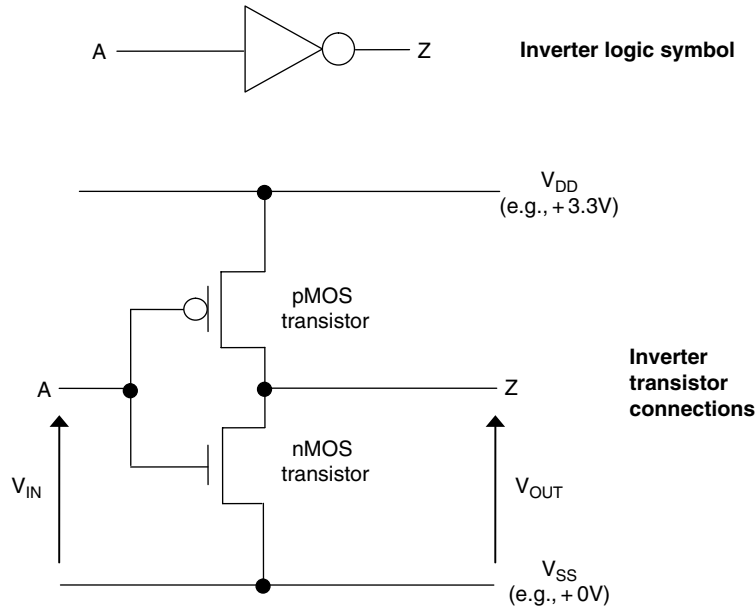 A
Z
Inverter logic symbol
V_DD
(e.g., +3.3V)
pMOS
transistor
Inverter
transistor
connections
A
Z
nMOS
transistor
V_IN
V_OUT
V_SS
(e.g., +0V)